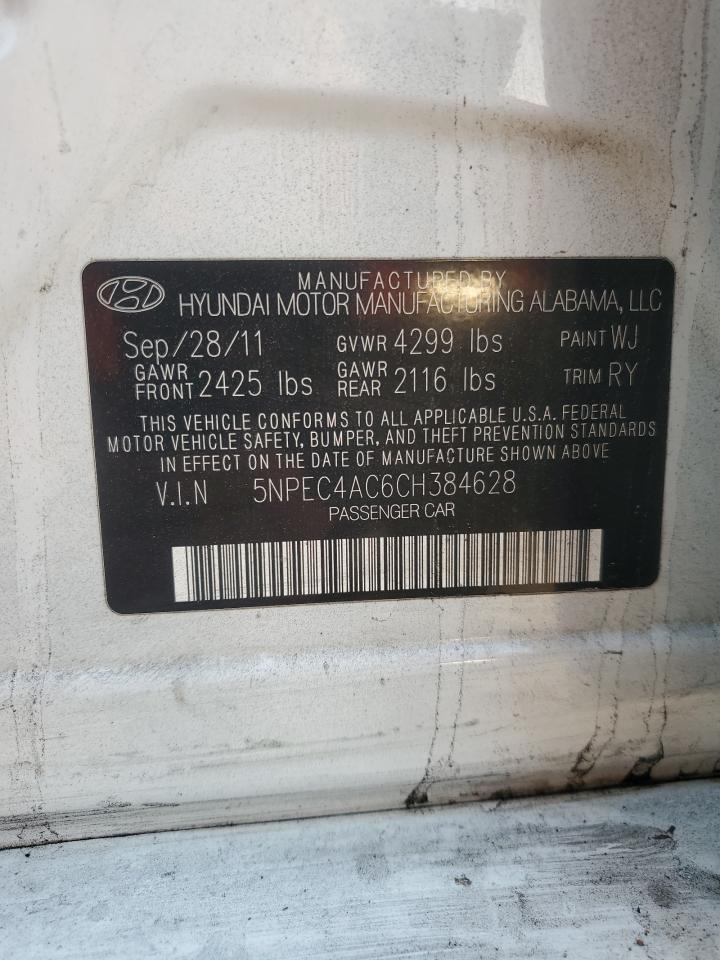 MANUFACTURED BY
HYUNDAI MOTOR MANUFACTURING ALABAMA, LLC
Sep/28/11 GVWR 4299 lbs PAINT WJ
GAWR FRONT 2425 lbs GAWR REAR 2116 lbs TRIM RY
THIS VEHICLE CONFORMS TO ALL APPLICABLE U.S.A. FEDERAL
MOTOR VEHICLE SAFETY, BUMPER, AND THEFT PREVENTION STANDARDS
IN EFFECT ON THE DATE OF MANUFACTURE SHOWN ABOVE
V.I.N 5NPEC4AC6CH384628
PASSENGER CAR